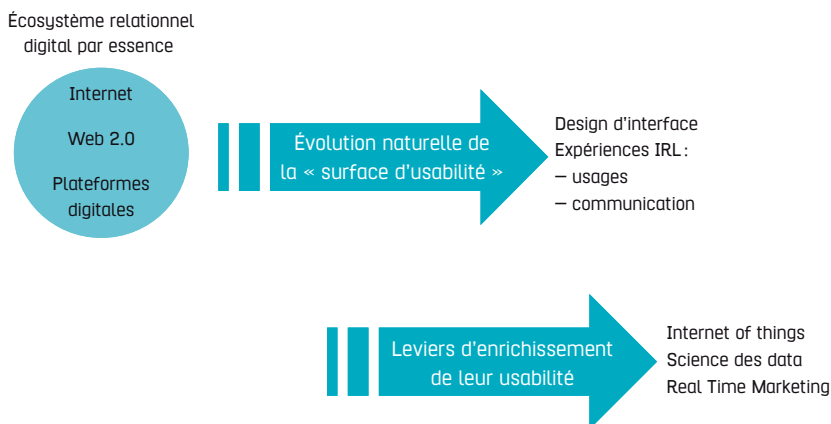 Écosystème relationnel
digital par essence
Internet
Web 2.0
Plateformes
digitales
Évolution naturelle de
la « surface d'usabilité »
Design d'interface
Expériences IRL :
– usages
– communication
Leviers d'enrichissement
de leur usabilité
Internet of things
Science des data
Real Time Marketing